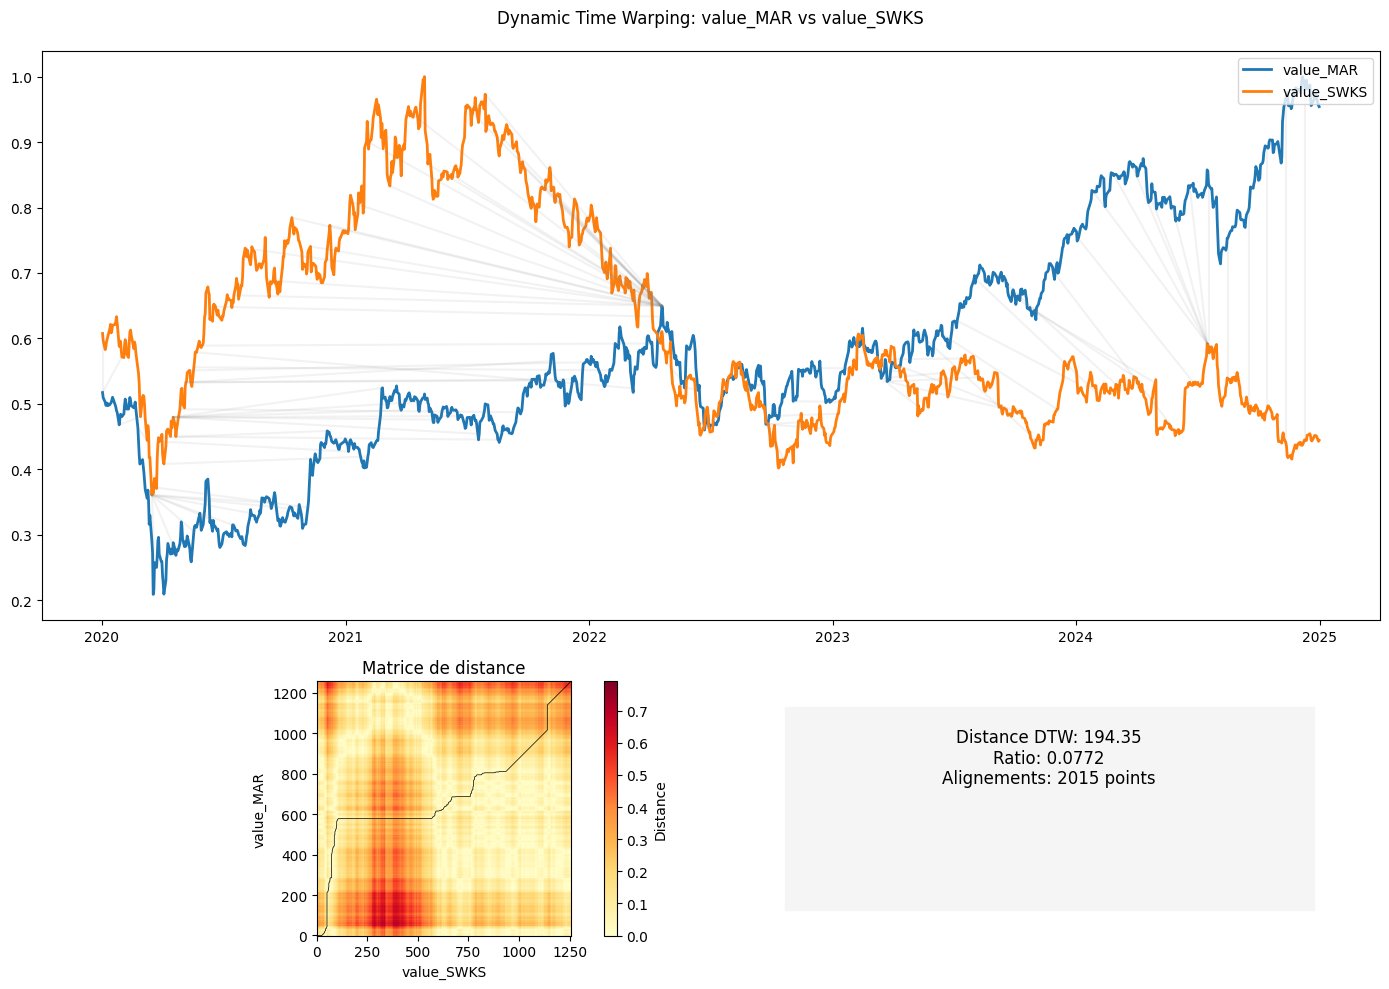 Dynamic Time Warping: value_MAR vs value_SWKS
value_MAR
value_SWKS
1.0
0.9
0.8
0.7
0.6
0.5
0.4
0.3
0.2
2020 2021 2022 2023 2024 2025
Matrice de distance
value_MAR
1200
1000
800
600
400
200
0
0 250 500 750 1000 1250
value_SWKS
0.7
0.6
0.5
0.4
0.3
0.2
0.1
0.0
Distance
Distance DTW: 194.35
Ratio: 0.0772
Alignements: 2015 points